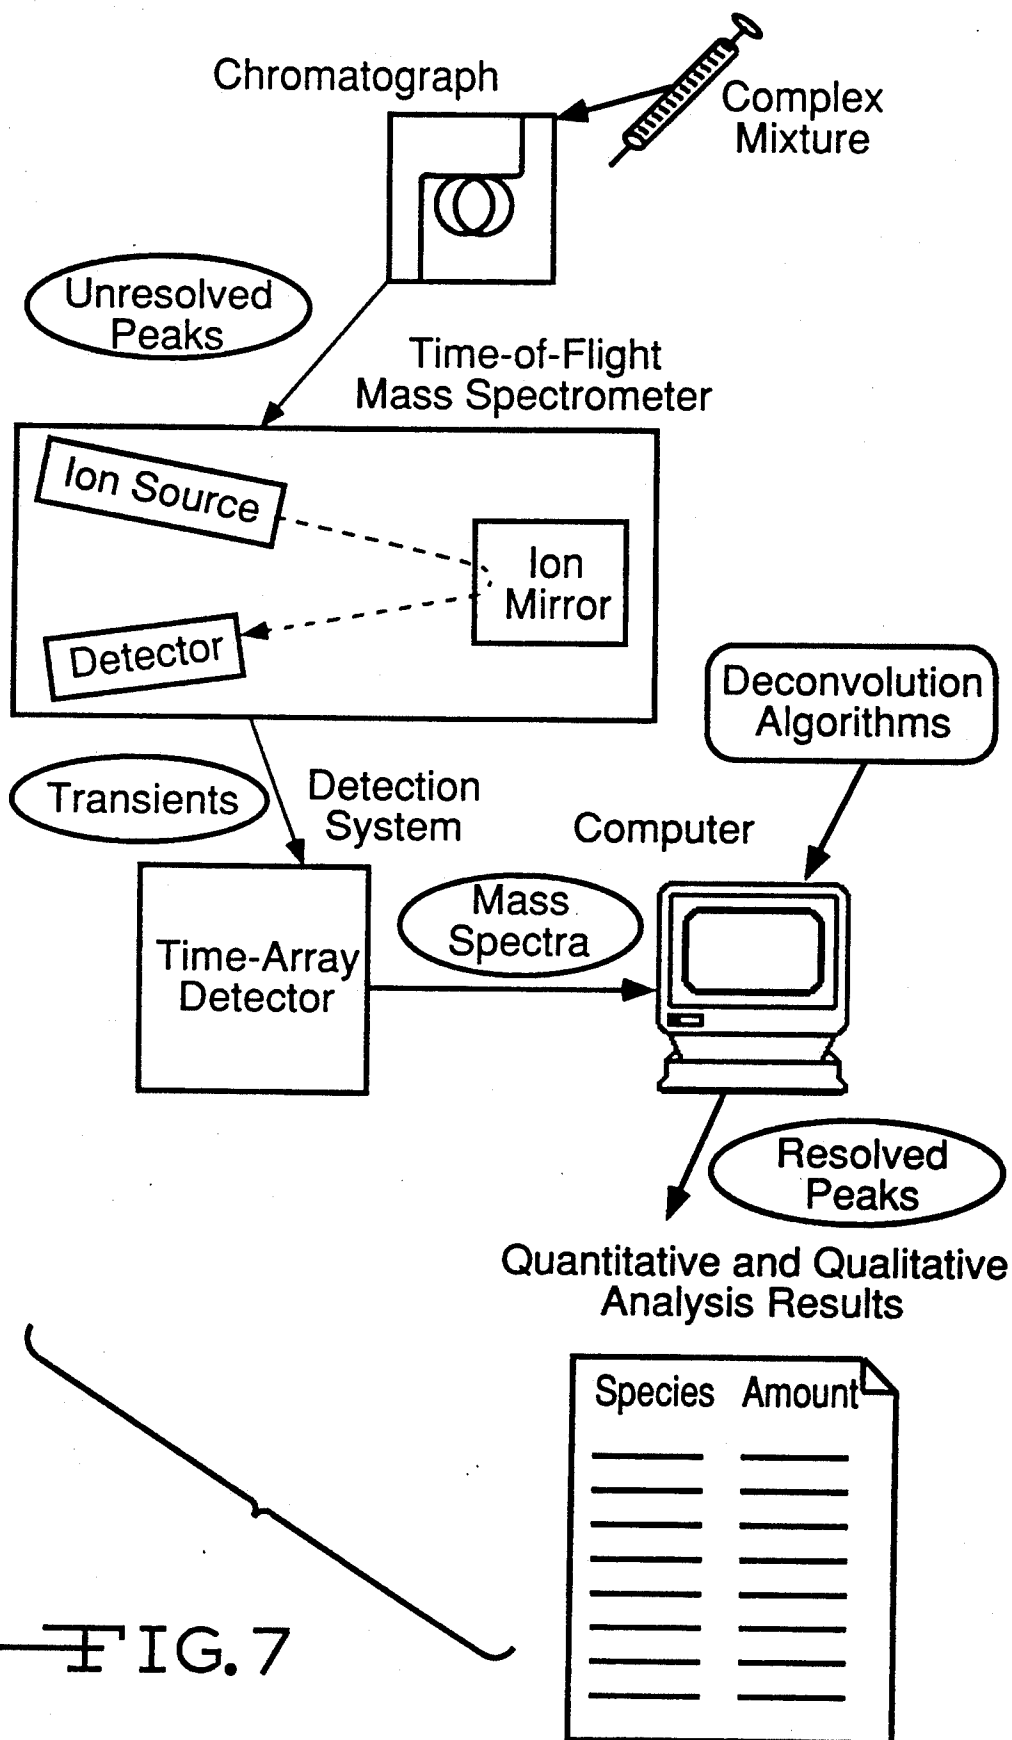 Chromatograph
Complex
Mixture
Unresolved
Peaks
Time-of-Flight
Mass Spectrometer
Ion Source
Ion
Mirror
Detector
Deconvolution
Algorithms
Transients
Detection
System
Computer
Mass
Spectra
Time-Array
Detector
Resolved
Peaks
Quantitative and Qualitative
Analysis Results
Species Amount
FIG. 7